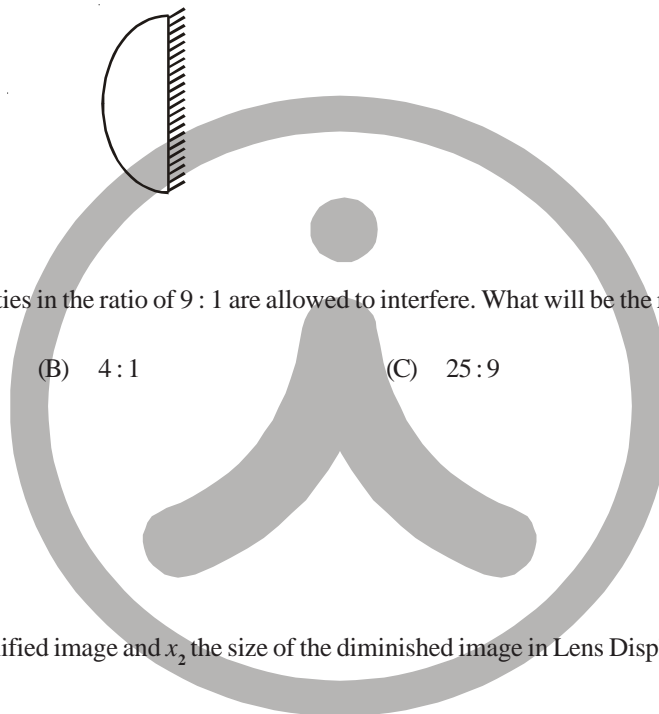 ties in the ratio of 9 : 1 are allowed to interfere. What will be the
(B) 4 : 1 (C) 25 : 9
ified image and x₂ the size of the diminished image in Lens Disp